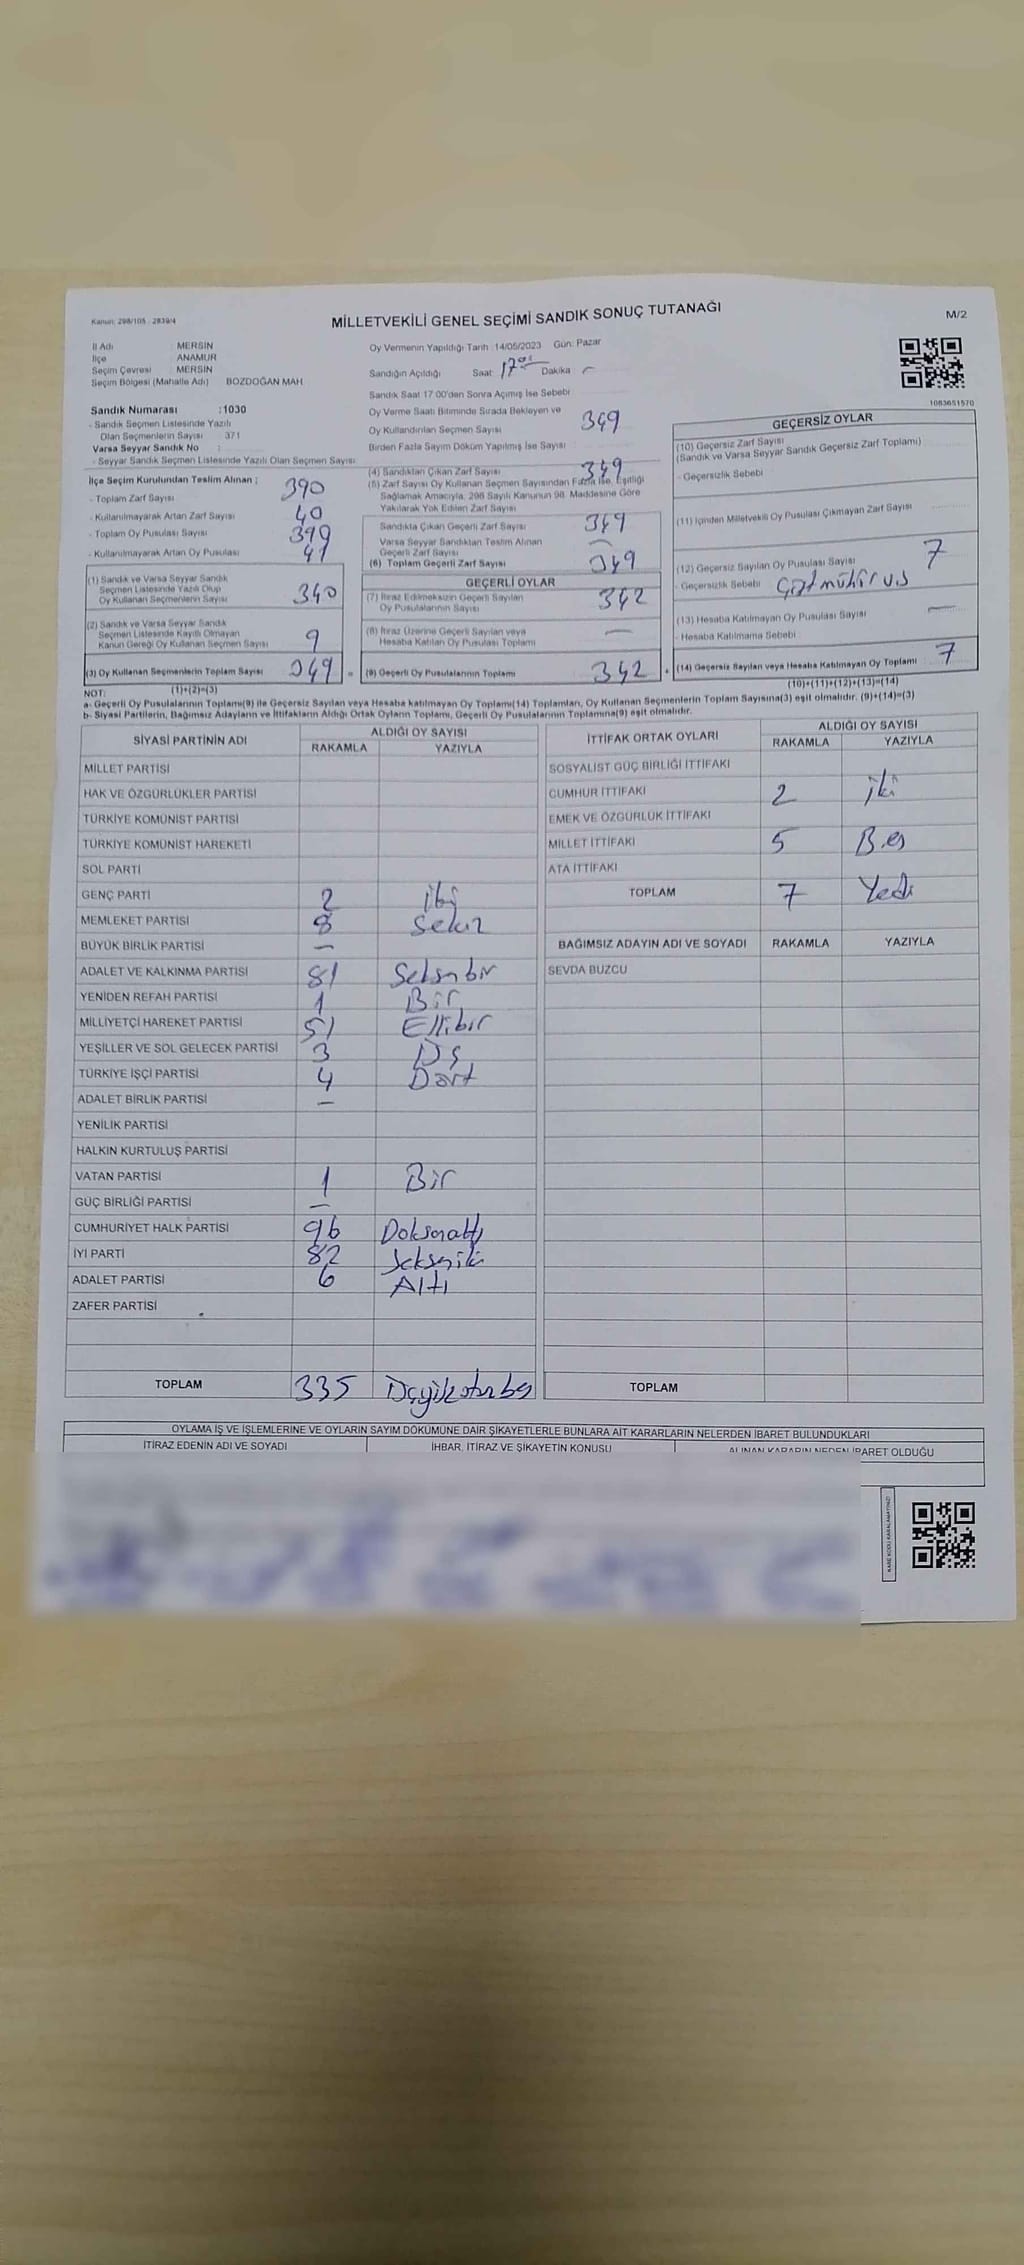 Kanun: 298/105 - 2839/4
MİLLETVEKİLİ GENEL SEÇİMİ SANDIK SONUÇ TUTANAĞI
M/2
İl Adı : MERSİN
İlçe : ANAMUR
Seçim Çevresi : MERSİN
Seçim Bölgesi (Mahalle Adı) BOZDOĞAN MAH.
Sandık Numarası :1030
- Sandık Seçmen Listesinde Yazılı
Olan Seçmenlerin Sayısı : 371
Varsa Seyyar Sandık No :
- Seyyar Sandık Seçmen Listesinde Yazılı Olan Seçmen Sayısı
Oy Vermenin Yapıldığı Tarih :14/05/2023 Gün: Pazar
Sandığın Açıldığı Saat: 17 Dakika
Sandık Saat 17:00'den Sonra Açımış İse Sebebi
Oy Verme Saati Bitiminde Sırada Bekleyen ve
Oy Kullandırılan Seçmen Sayısı 349
Birden Fazla Sayım Döküm Yapılmış İse Sayısı
1083651570
İlçe Seçim Kurulundan Teslim Alınan ;
- Toplam Zarf Sayısı 390
- Kullanılmayarak Artan Zarf Sayısı 40
- Toplam Oy Pusulası Sayısı 390
- Kullanılmayarak Artan Oy Pusulası 41
(1) Sandık ve Varsa Seyyar Sandık
Seçmen Listesinde Yazılı Olup
Oy Kullanan Seçmenlerin Sayısı 340
(2) Sandık ve Varsa Seyyar Sandık
Seçmen Listesinde Kayıtlı Olmayan
Kanun Gereği Oy Kullanan Seçmen Sayısı 9
(3) Oy Kullanan Seçmenlerin Toplam Sayısı 349 =
(1)+(2)=(3)
(4) Sandıktan Çıkan Zarf Sayısı 349
(5) Zarf Sayısı Oy Kullanan Seçmen Sayısından Fazla İse, Eşitliği
Sağlamak Amacıyla, 298 Sayılı Kanunun 98. Maddesine Göre
Yakılarak Yok Edilen Zarf Sayısı
Sandıkta Çıkan Geçerli Zarf Sayısı 349
Varsa Seyyar Sandıktan Teslim Alınan
Geçerli Zarf Sayısı —
(6) Toplam Geçerli Zarf Sayısı 349
GEÇERLİ OYLAR
(7) İtiraz Edilmeksizin Geçerli Sayılan
Oy Pusulalarının Sayısı 342
(8) İtiraz Üzerine Geçerli Sayılan veya
Hesaba Katılan Oy Pusulası Toplamı —
(9) Geçerli Oy Pusulalarının Toplamı 342 +
GEÇERSİZ OYLAR
(10) Geçersiz Zarf Sayısı
(Sandık ve Varsa Seyyar Sandık Geçersiz Zarf Toplamı)
- Geçersizlik Sebebi
(11) İçinden Milletvekili Oy Pusulası Çıkmayan Zarf Sayısı
(12) Geçersiz Sayılan Oy Pusulası Sayısı 7
- Geçersizlik Sebebi
(13) Hesaba Katılmayan Oy Pusulası Sayısı —
- Hesaba Katılmama Sebebi
(14) Geçersiz Sayılan veya Hesaba Katılmayan Oy Toplamı 7
(10)+(11)+(12)+(13)=(14)
NOT:
a- Geçerli Oy Pusulalarının Toplamı(9) ile Geçersiz Sayılan veya Hesaba katılmayan Oy Toplamı(14) Toplamları, Oy Kullanan Seçmenlerin Toplam Sayısına(3) eşit olmalıdır. (9)+(14)=(3)
b- Siyasi Partilerin, Bağımsız Adayların ve İttifakların Aldığı Ortak Oyların Toplamı, Geçerli Oy Pusulalarının Toplamına(9) eşit olmalıdır.
SİYASİ PARTİNİN ADI ALDIĞI OY SAYISI
RAKAMLA YAZIYLA
MİLLET PARTİSİ
HAK VE ÖZGÜRLÜKLER PARTİSİ
TÜRKİYE KOMÜNİST PARTİSİ
TÜRKİYE KOMÜNİST HAREKETİ
SOL PARTİ
GENÇ PARTİ 2 iki
MEMLEKET PARTİSİ 8 sekiz
BÜYÜK BİRLİK PARTİSİ —
ADALET VE KALKINMA PARTİSİ 81 Seksenbir
YENİDEN REFAH PARTİSİ 1 Bir
MİLLİYETÇİ HAREKET PARTİSİ 51 Ellibir
YEŞİLLER VE SOL GELECEK PARTİSİ 3 Üç
TÜRKİYE İŞÇİ PARTİSİ 4 Dört
ADALET BİRLİK PARTİSİ —
YENİLİK PARTİSİ
HALKIN KURTULUŞ PARTİSİ
VATAN PARTİSİ 1 Bir
GÜÇ BİRLİĞİ PARTİSİ —
CUMHURİYET HALK PARTİSİ 96 Doksanaltı
İYİ PARTİ 82 Sekseniki
ADALET PARTİSİ 6 Altı
ZAFER PARTİSİ
TOPLAM 335 Üçyüzotuzbeş
İTTİFAK ORTAK OYLARI ALDIĞI OY SAYISI
RAKAMLA YAZIYLA
SOSYALİST GÜÇ BİRLİĞİ İTTİFAKI
CUMHUR İTTİFAKI 2 iki
EMEK VE ÖZGÜRLÜK İTTİFAKI
MİLLET İTTİFAKI 5 Beş
ATA İTTİFAKI
TOPLAM 7 Yedi
BAĞIMSIZ ADAYIN ADI VE SOYADI RAKAMLA YAZIYLA
SEVDA BUZCU
TOPLAM
OYLAMA İŞ VE İŞLEMLERİNE VE OYLARIN SAYIM DÖKÜMÜNE DAİR ŞİKAYETLERLE BUNLARA AİT KARARLARIN NELERDEN İBARET BULUNDUKLARI
İTİRAZ EDENİN ADI VE SOYADI İHBAR, İTİRAZ VE ŞİKAYETİN KONUSU ALINAN KARARIN NEDEN İBARET OLDUĞU
KARE KODU KARALAMAYINIZ!